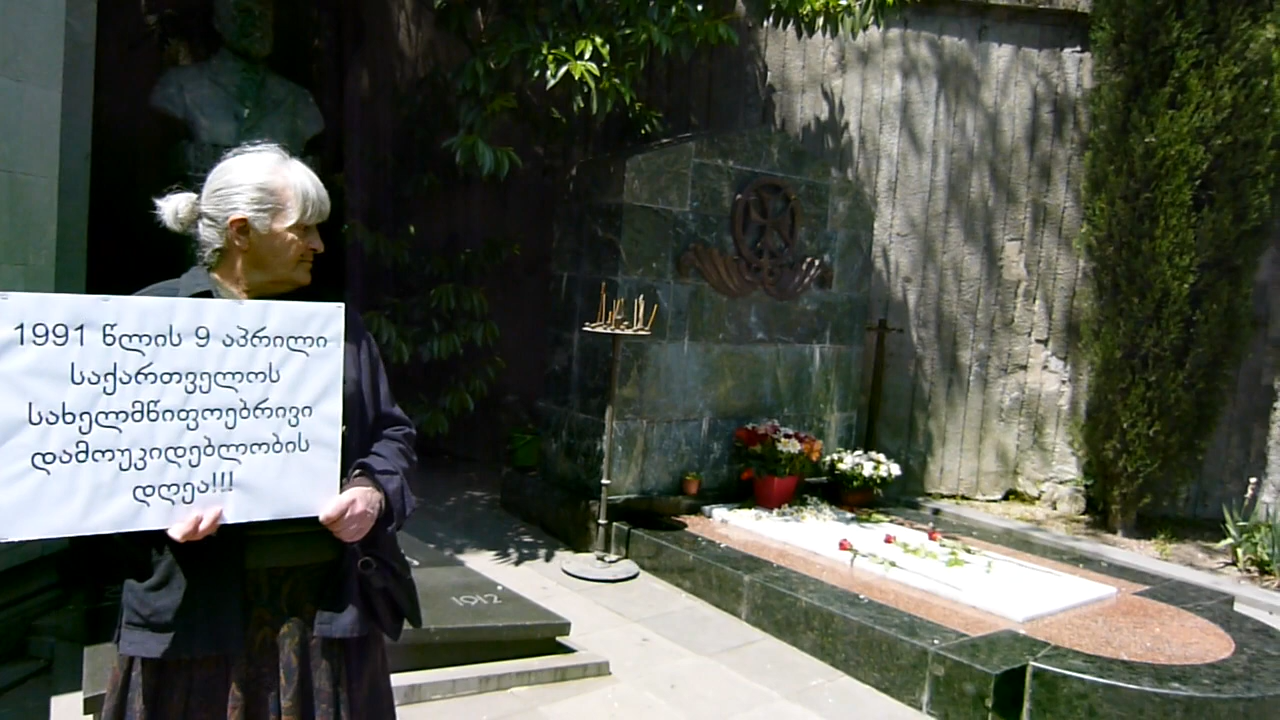 1991 წლის 9 აპრილი
საქართველოს
სახელმწიფოებრივი
დამოუკიდებლობის
დღეა!!!
1912